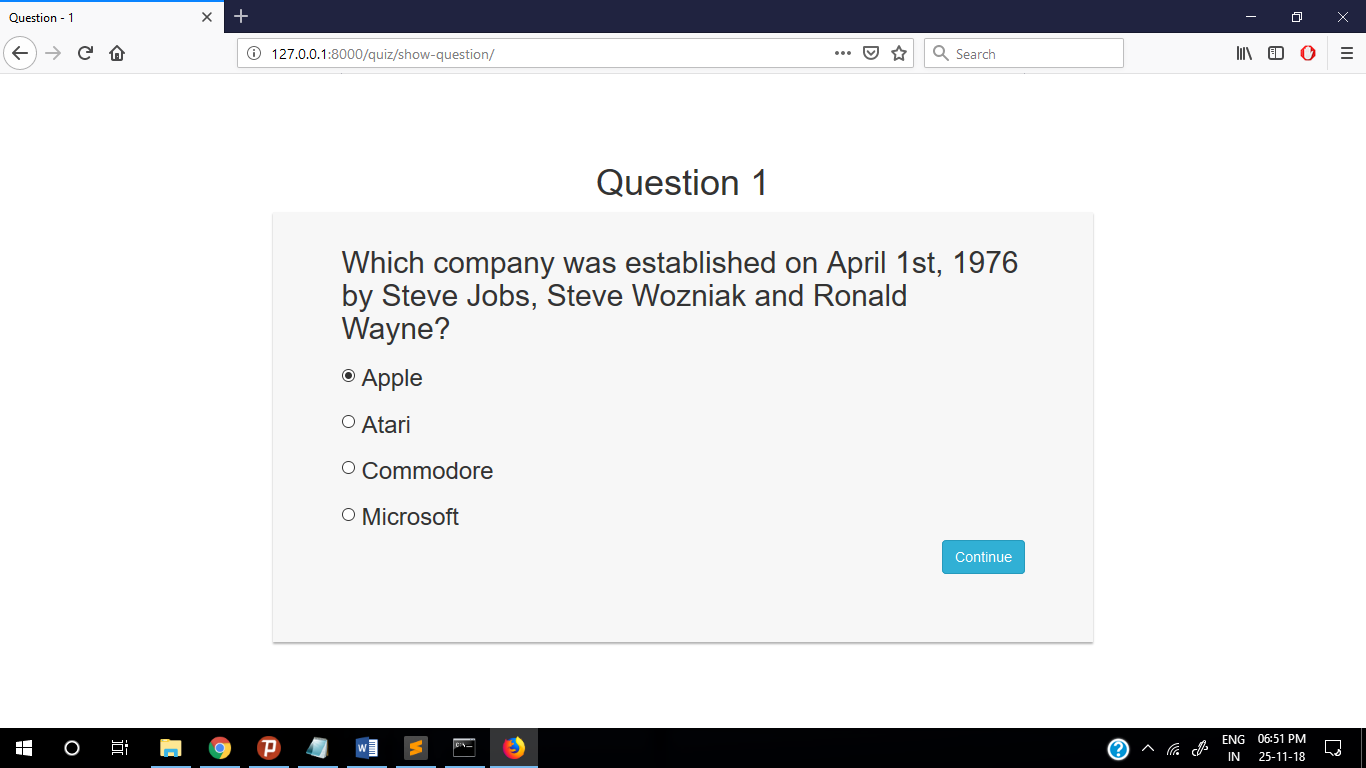 Question - 1
127.0.0.1:8000/quiz/show-question/
Search
Question 1
Which company was established on April 1st, 1976
by Steve Jobs, Steve Wozniak and Ronald
Wayne?
Apple
Atari
Commodore
Microsoft
Continue
ENG
IN
06:51 PM
25-11-18